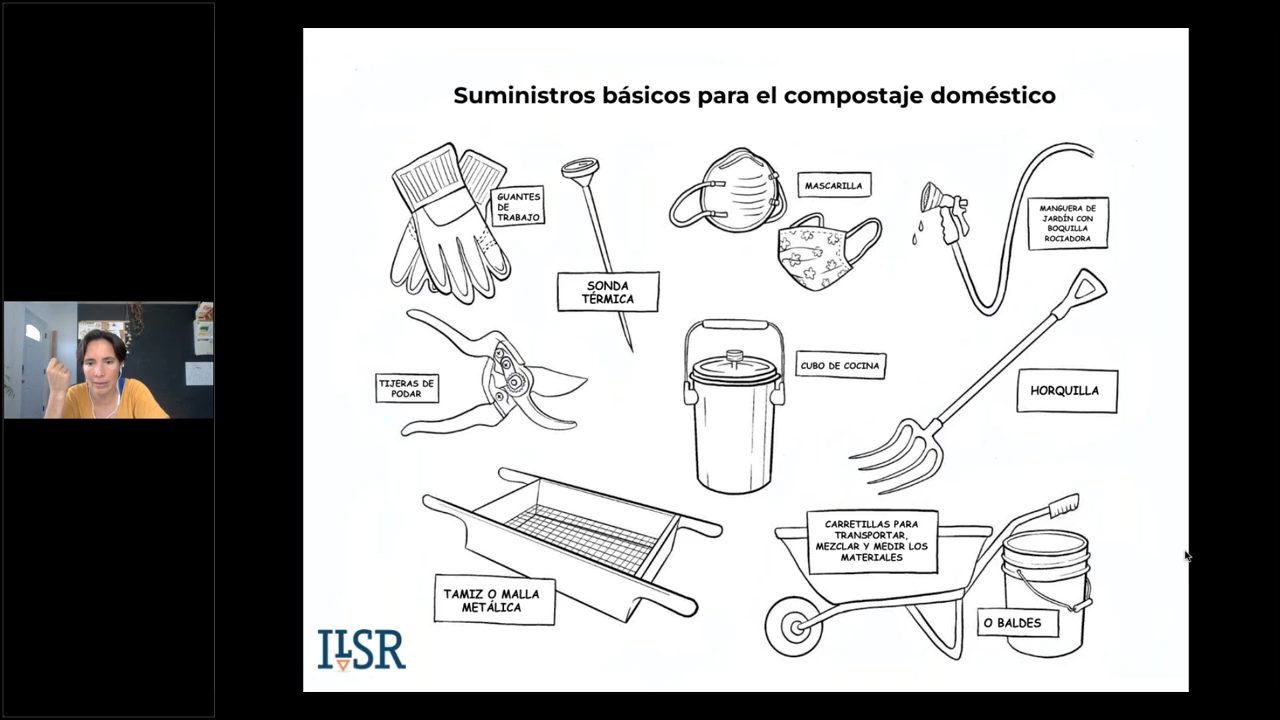 Suministros básicos para el compostaje doméstico
GUANTES
DE
TRABAJO
MASCARILLA
MANGUERA DE
JARDÍN CON
BOQUILLA
ROCIADORA
SONDA
TÉRMICA
TIJERAS DE
PODAR
CUBO DE COCINA
HORQUILLA
CARRETILLAS PARA
TRANSPORTAR,
MEZCLAR Y MEDIR LOS
MATERIALES
TAMIZ O MALLA
METÁLICA
O BALDES
ILSR